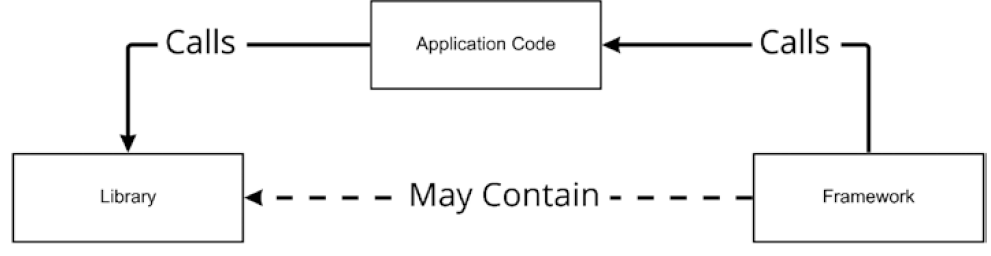 Calls
Application Code
Calls
Library
May Contain
Framework